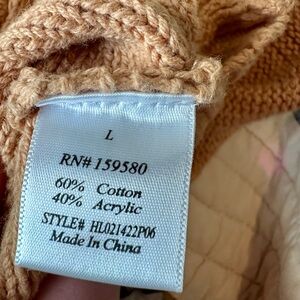 L
RN# 159580
60% Cotton
40% Acrylic
STYLE# HL021422P06
Made In China